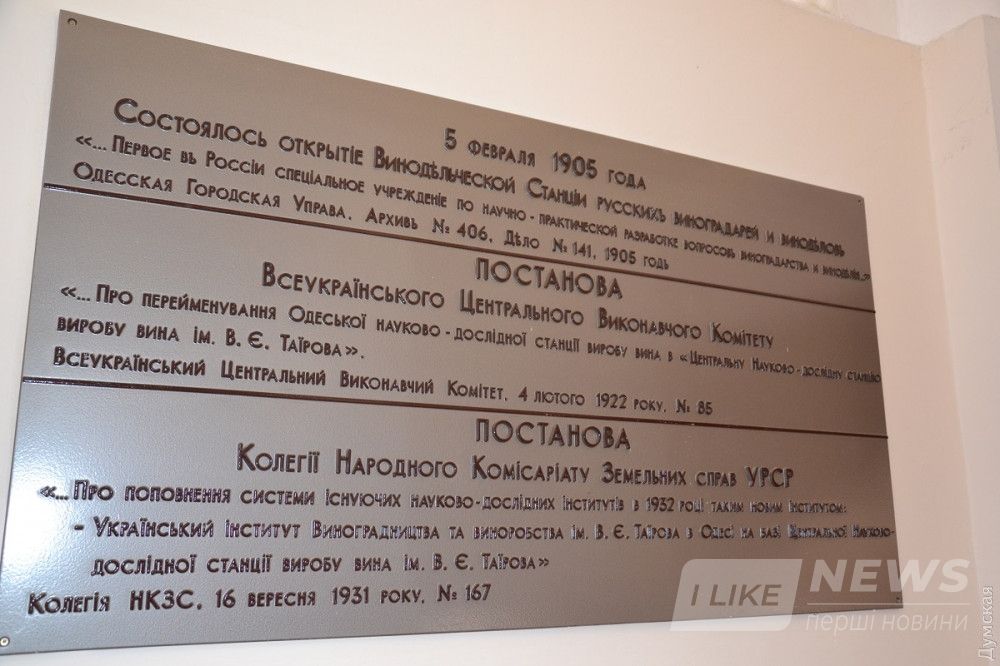 5 ФЕВРАЛЯ 1905 ГОДА
СОСТОЯЛОСЬ ОТКРЫТІЕ ВИНОДѢЛЬЧЕСКОЙ СТАНЦІИ РУССКИХЪ ВИНОГРАДАРЕЙ И ВИНОДѢЛОВЪ
«...ПЕРВОЕ ВЪ РОССІИ СПЕЦІАЛЬНОЕ УЧРЕЖДЕНІЕ ПО НАУЧНО - ПРАКТИЧЕСКОЙ РАЗРАБОТКЕ ВОПРОСОВЪ ВИНОГРАДАРСТВА И ВИНОДѢЛІЯ...»
ОДЕССКАЯ ГОРОДСКАЯ УПРАВА. АРХИВЪ № 406, ДѢЛО № 141, 1905 ГОДЪ
ПОСТАНОВА
ВСЕУКРАЇНСЬКОГО ЦЕНТРАЛЬНОГО ВИКОНАВЧОГО КОМІТЕТУ
«...ПРО ПЕРЕЙМЕНУВАННЯ ОДЕСЬКОЇ НАУКОВО - ДОСЛІДНОЇ СТАНЦІЇ ВИРОБУ ВИНА В «ЦЕНТРАЛЬНУ НАУКОВО - ДОСЛІДНУ СТАНЦІЮ
ВИРОБУ ВИНА ІМ. В. Є. ТАЇРОВА».
ВСЕУКРАЇНСЬКИЙ ЦЕНТРАЛЬНИЙ ВИКОНАВЧИЙ КОМІТЕТ, 4 ЛЮТОГО 1922 РОКУ, № 85
ПОСТАНОВА
КОЛЕГІЇ НАРОДНОГО КОМІСАРІАТУ ЗЕМЕЛЬНИХ СПРАВ УРСР
«...ПРО ПОПОВНЕННЯ СИСТЕМИ ІСНУЮЧИХ НАУКОВО-ДОСЛІДНИХ ІНСТИТУТІВ В 1932 РОЦІ ТАКИМ НОВИМ ІНСТИТУТОМ:
- УКРАЇНСЬКИЙ ІНСТИТУТ ВИНОГРАДНИЦТВА ТА ВИНОРОБСТВА ІМ. В. Є. ТАЇРОВА В ОДЕСІ НА БАЗІ ЦЕНТРАЛЬНОЇ НАУКОВО-
ДОСЛІДНОЇ СТАНЦІЇ ВИРОБУ ВИНА ІМ. В. Є. ТАЇРОВА»
КОЛЕГІЯ НКЗС, 16 ВЕРЕСНЯ 1931 РОКУ, № 167
I LIKE NEWS
перші новини
Думская